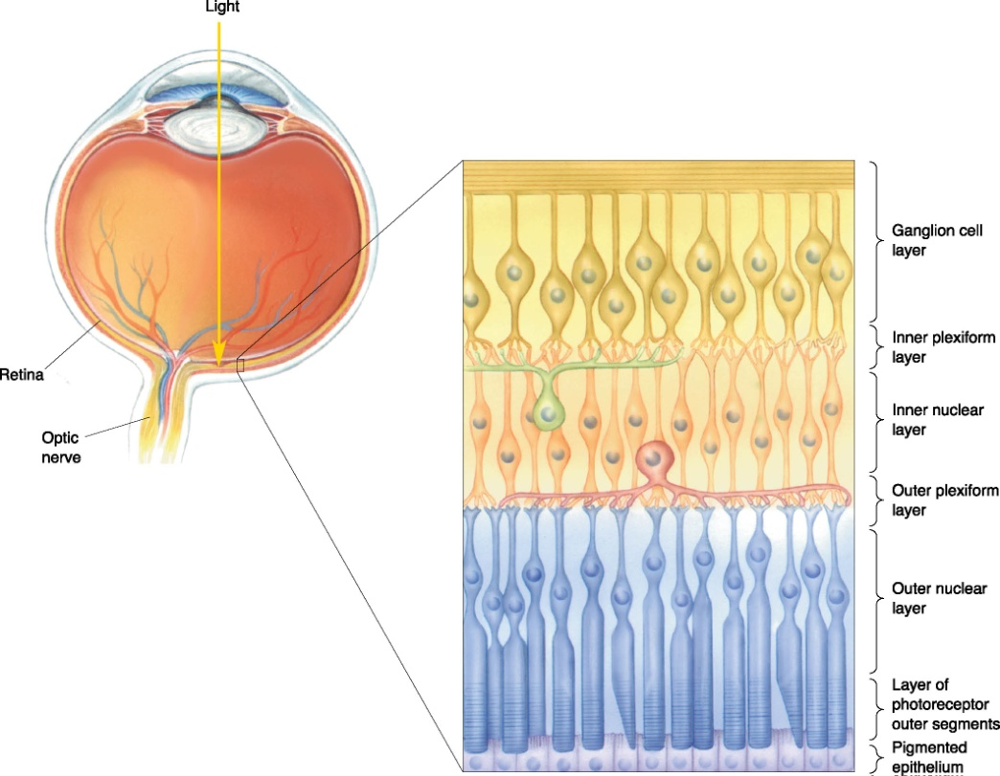 Light
Retina
Optic
nerve
Ganglion cell
layer
Inner plexiform
layer
Inner nuclear
layer
Outer plexiform
layer
Outer nuclear
layer
Layer of
photoreceptor
outer segments
Pigmented
epithelium